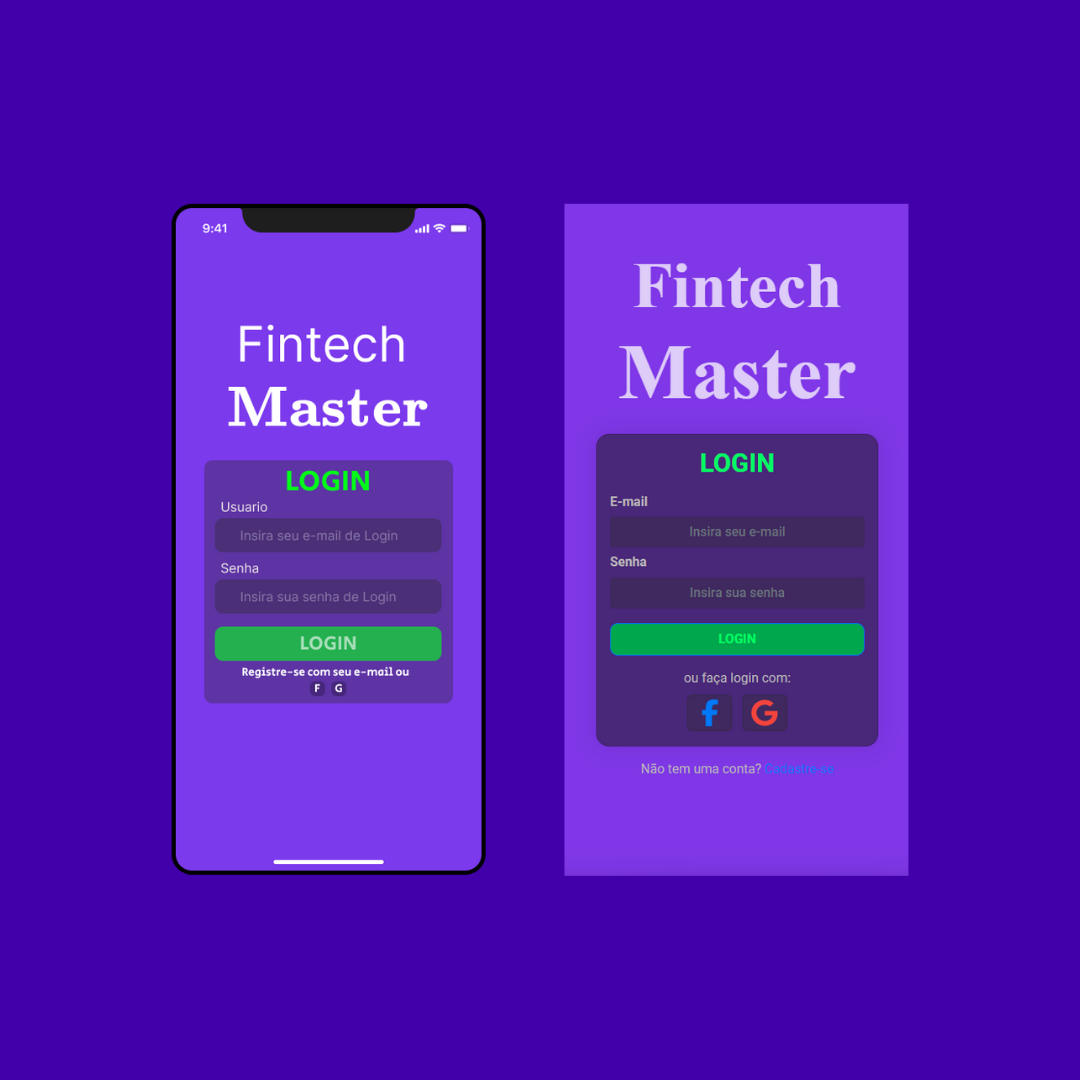 9:41
Fintech
Master
LOGIN
Usuario
Insira seu e-mail de Login
Senha
Insira sua senha de Login
LOGIN
Registre-se com seu e-mail ou
F G
Fintech
Master
LOGIN
E-mail
Insira seu e-mail
Senha
Insira sua senha
LOGIN
ou faça login com:
Não tem uma conta? Cadastre-se